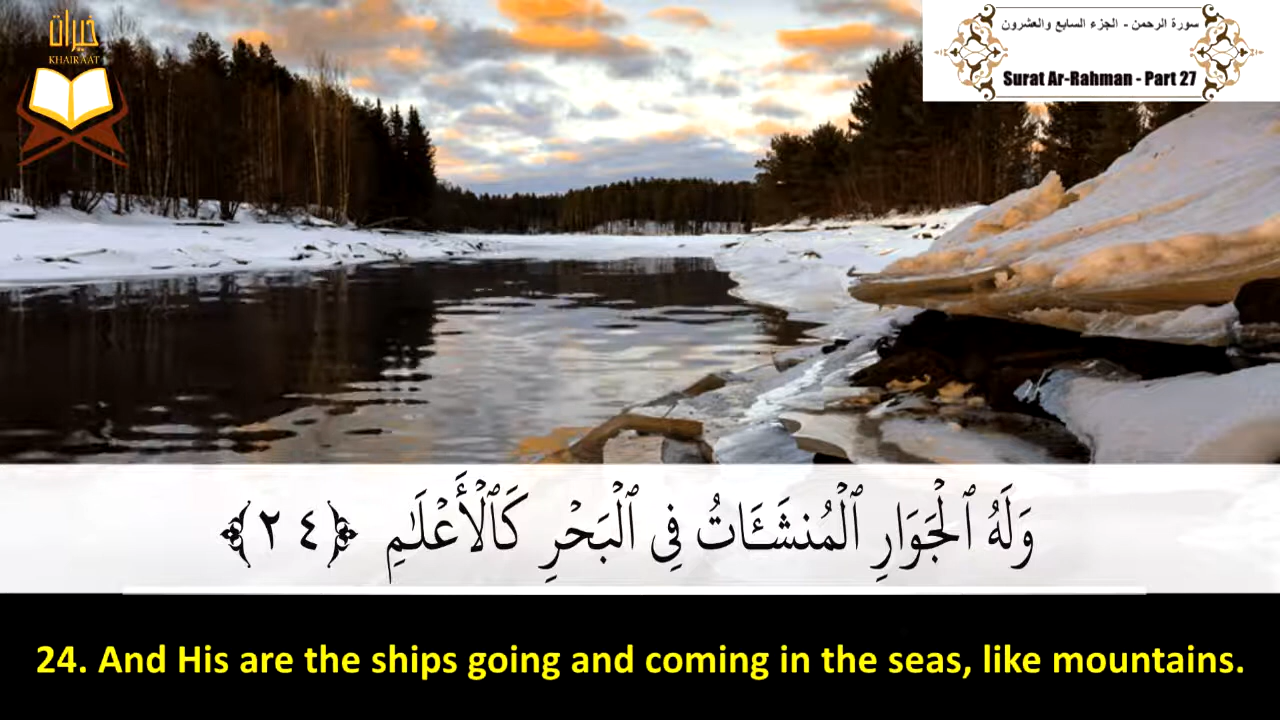 خيرات
KHAIRAAT
سورة الرحمن - الجزء السابع والعشرون
Surat Ar-Rahman - Part 27
وَلَهُ ٱلْجَوَارِ ٱلْمُنشَـَٔاتُ فِى ٱلْبَحْرِ كَٱلْأَعْلَـٰمِ ﴿٢٤﴾
24. And His are the ships going and coming in the seas, like mountains.